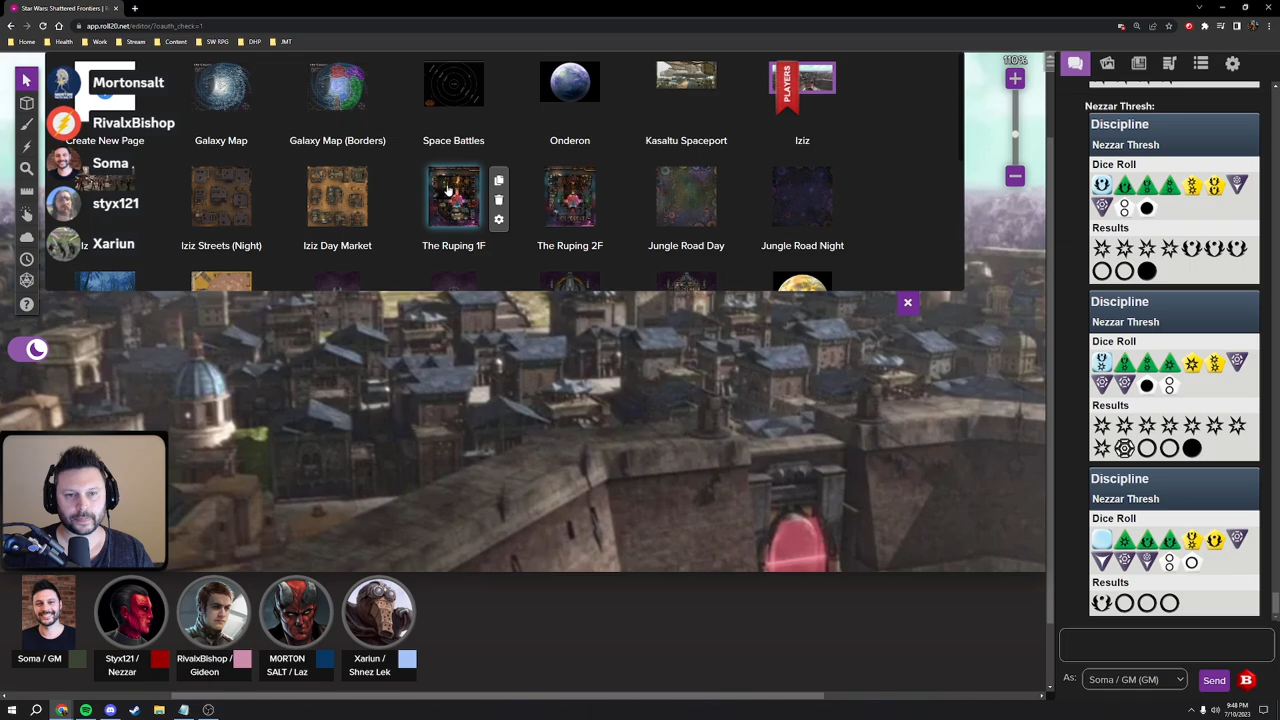 Star Wars: Shattered Frontiers |
app.roll20.net/editor/?oauth_check=1
Home
Health
Work
Stream
Content
SW RPG
DHP
JMT
Mortonsalt
RivalxBishop
Soma
styx121
Xariun
PLAYERS
Create New Page
Galaxy Map
Galaxy Map (Borders)
Space Battles
Onderon
Kasaltu Spaceport
Iziz
Iziz Streets (Night)
Iziz Day Market
The Ruping 1F
The Ruping 2F
Jungle Road Day
Jungle Road Night
110%
Nezzar Thresh:
Discipline
Nezzar Thresh
Dice Roll
Results
Discipline
Nezzar Thresh
Dice Roll
Results
Discipline
Nezzar Thresh
Dice Roll
Results
Soma / GM
Styx121 /
Nezzar
RivalxBishop /
Gideon
M0RT0N
SALT / Laz
Xariun /
Shnez Lek
As:
Soma / GM (GM)
Send
9:48 PM
7/10/2023